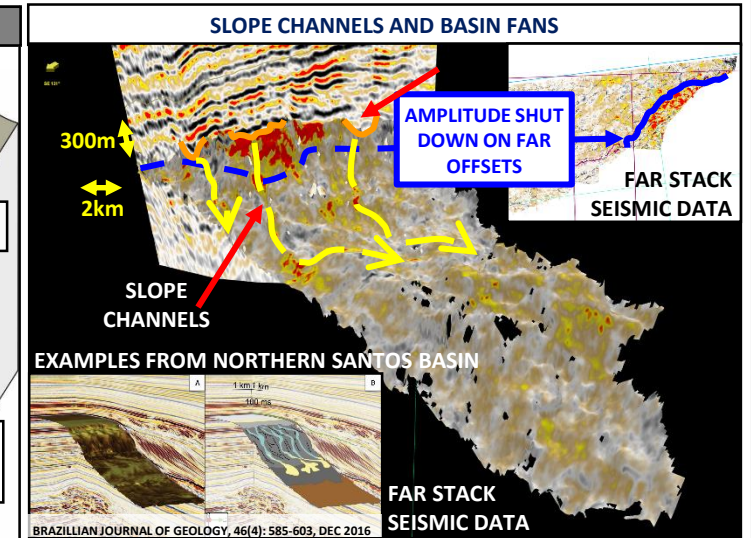 SLOPE CHANNELS AND BASIN FANS
300m
2km
AMPLITUDE SHUT
DOWN ON FAR
OFFSETS
FAR STACK
SEISMIC DATA
SLOPE
CHANNELS
EXAMPLES FROM NORTHERN SANTOS BASIN
A
B
1 km
100 ms
FAR STACK
SEISMIC DATA
BRAZILLIAN JOURNAL OF GEOLOGY, 46(4): 585-603, DEC 2016